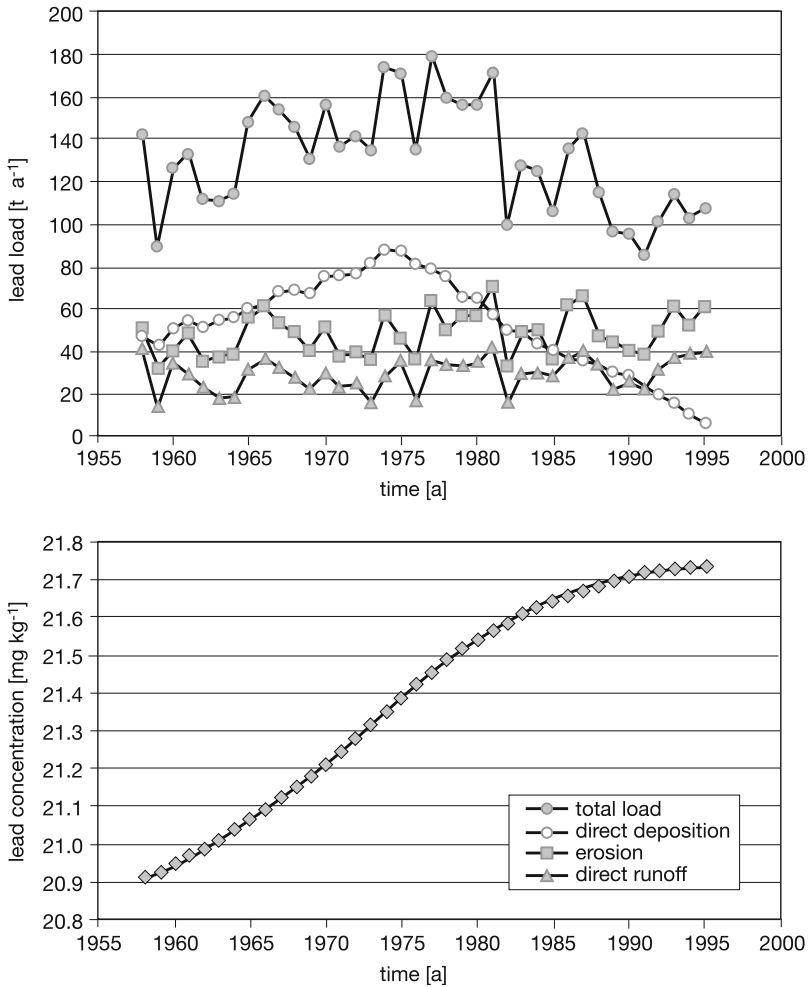 200
180
160
140
120
100
80
60
40
20
0
lead load [t a-1]
1955 1960 1965 1970 1975 1980 1985 1990 1995 2000
time [a]
21.8
21.7
21.6
21.5
21.4
21.3
21.2
21.1
21.0
20.9
20.8
lead concentration [mg kg-1]
total load
direct deposition
erosion
direct runoff
1955 1960 1965 1970 1975 1980 1985 1990 1995 2000
time [a]